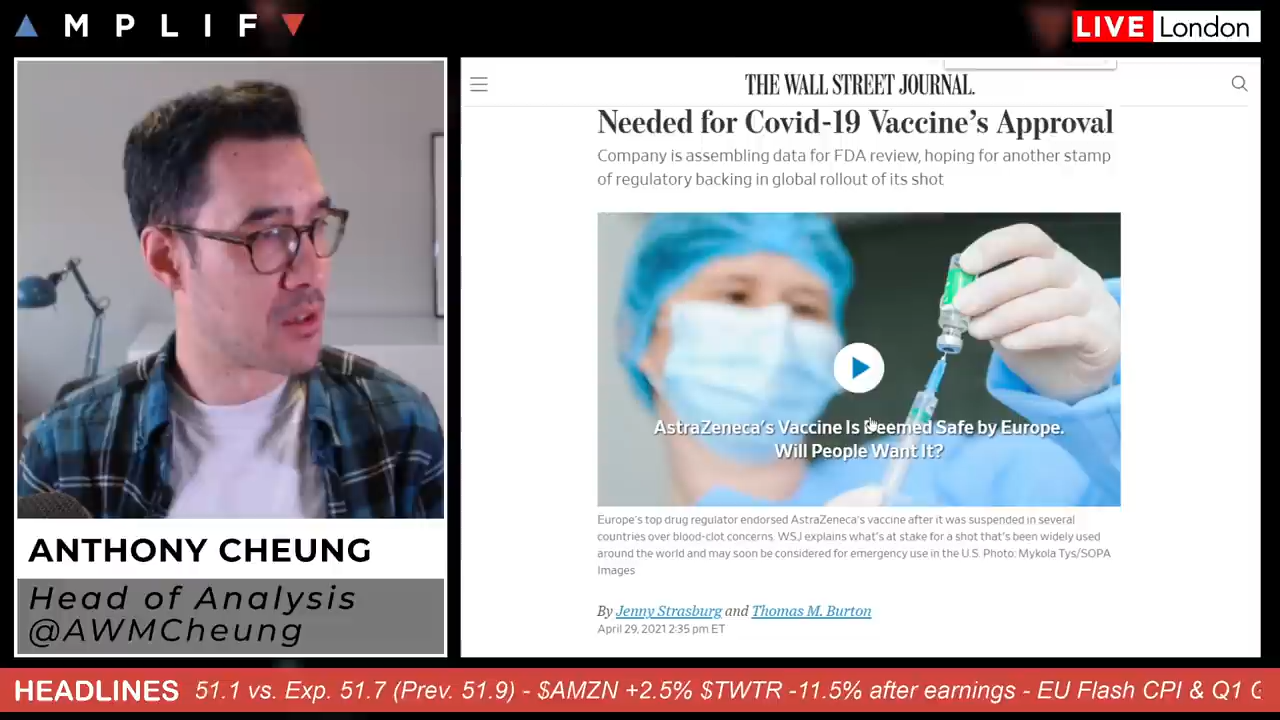 AMPLIFY
LIVE London
THE WALL STREET JOURNAL.
Needed for Covid-19 Vaccine's Approval
Company is assembling data for FDA review, hoping for another stamp
of regulatory backing in global rollout of its shot
AstraZeneca's Vaccine Is Deemed Safe by Europe.
Will People Want It?
Europe's top drug regulator endorsed AstraZeneca's vaccine after it was suspended in several
countries over blood-clot concerns. WSJ explains what's at stake for a shot that's been widely used
around the world and may soon be considered for emergency use in the U.S. Photo: Mykola Tys/SOPA
Images
By Jenny Strasburg and Thomas M. Burton
April 29, 2021 2:35 pm ET
ANTHONY CHEUNG
Head of Analysis
@AWMCheung
HEADLINES 51.1 vs. Exp. 51.7 (Prev. 51.9) - $AMZN +2.5% $TWTR -11.5% after earnings - EU Flash CPI & Q1